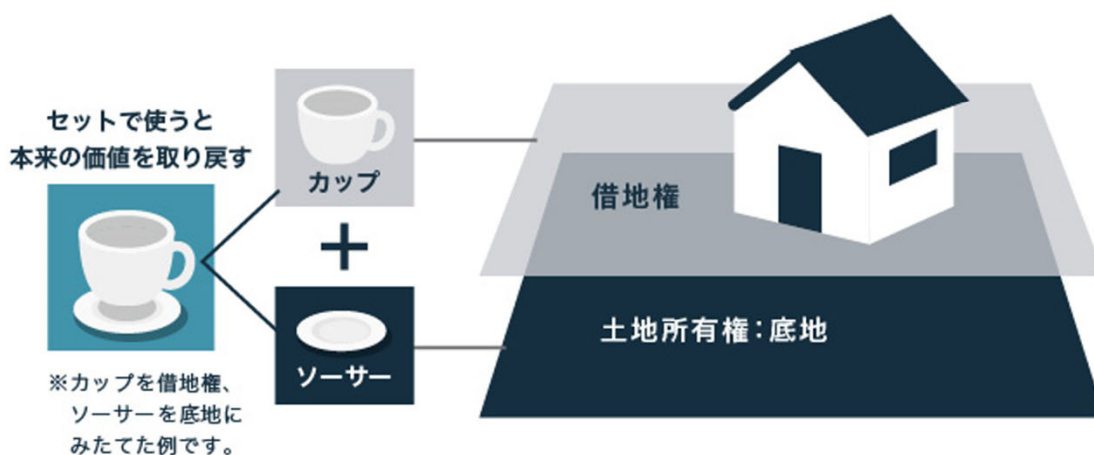 セットで使うと
本来の価値を取り戻す
カップ
ソーサー
※カップを借地権、
ソーサーを底地に
みたてた例です。
借地権
土地所有権：底地